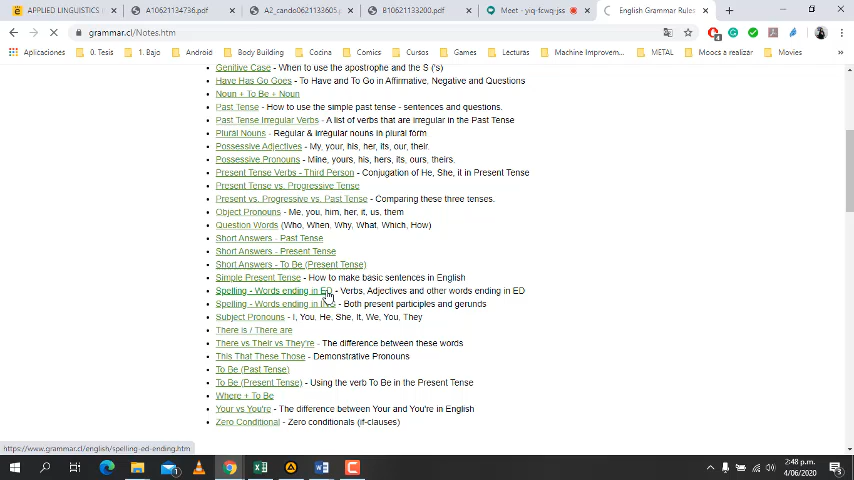 APPLIED LINGUISTICS
A10621134736.pdf
A2_cando0621133605.pdf
B10621133200.pdf
Meet - yiq-fcwq-jsy
English Grammar Rules
grammar.cl/Notes.htm
Aplicaciones 0. Tesis 1. Bajo Android Body Building Cocina Comics Cursos Games Lecturas Machine Improvem... METAL Moocs a realizar Movies
Genitive Case - When to use the apostrophe and the S ('s)
Have Has Go Goes - To Have and To Go in Affirmative, Negative and Questions
Noun + To Be + Noun
Past Tense - How to use the simple past tense - sentences and questions.
Past Tense Irregular Verbs - A list of verbs that are irregular in the Past Tense
Plural Nouns - Regular & irregular nouns in plural form
Possessive Adjectives - My, your, his, her, its, our, their.
Possessive Pronouns - Mine, yours, his, hers, its, ours, theirs.
Present Tense Verbs - Third Person - Conjugation of He, She, it in Present Tense
Present Tense vs. Progressive Tense
Present vs. Progressive vs. Past Tense - Comparing these three tenses.
Object Pronouns - Me, you, him, her, it, us, them
Question Words (Who, When, Why, What, Which, How)
Short Answers - Past Tense
Short Answers - Present Tense
Short Answers - To Be (Present Tense)
Simple Present Tense - How to make basic sentences in English
Spelling - Words ending in ED - Verbs, Adjectives and other words ending in ED
Spelling - Words ending in - Both present participles and gerunds
Subject Pronouns - I, You, He, She, It, We, You, They
There is / There are
There vs Their vs They're - The difference between these words
This That These Those - Demonstrative Pronouns
To Be (Past Tense)
To Be (Present Tense) - Using the verb To Be in the Present Tense
Where + To Be
Your vs You're - The difference between Your and You're in English
Zero Conditional - Zero conditionals (if-clauses)
https://www.grammar.cl/english/spelling-ed-ending.htm
2:48 p.m.
4/06/2020